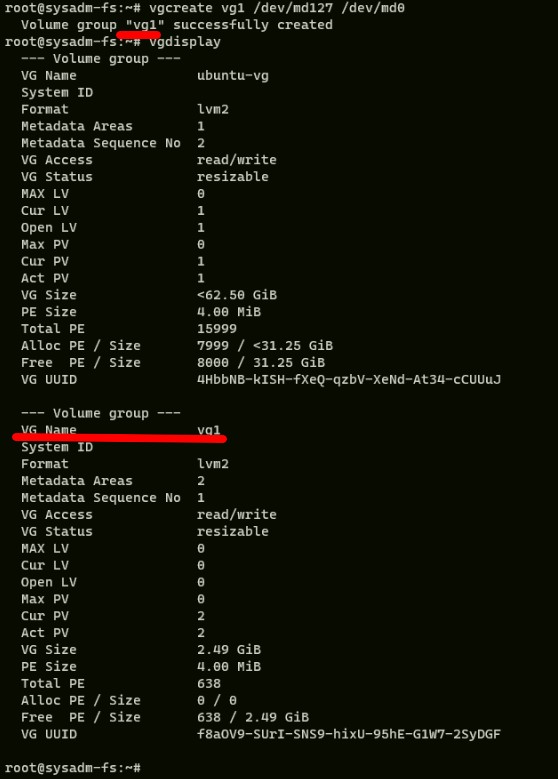 root@sysadm-fs:~# vgcreate vg1 /dev/md127 /dev/md0
  Volume group "vg1" successfully created
root@sysadm-fs:~# vgdisplay
  --- Volume group ---
  VG Name               ubuntu-vg
  System ID
  Format                lvm2
  Metadata Areas        1
  Metadata Sequence No  2
  VG Access             read/write
  VG Status             resizable
  MAX LV                0
  Cur LV                1
  Open LV               1
  Max PV                0
  Cur PV                1
  Act PV                1
  VG Size               <62.50 GiB
  PE Size               4.00 MiB
  Total PE              15999
  Alloc PE / Size       7999 / <31.25 GiB
  Free  PE / Size       8000 / 31.25 GiB
  VG UUID               4HbbNB-kISH-fXeQ-qzbV-XeNd-At34-cCUUuJ

  --- Volume group ---
  VG Name               vg1
  System ID
  Format                lvm2
  Metadata Areas        2
  Metadata Sequence No  1
  VG Access             read/write
  VG Status             resizable
  MAX LV                0
  Cur LV                0
  Open LV               0
  Max PV                0
  Cur PV                2
  Act PV                2
  VG Size               2.49 GiB
  PE Size               4.00 MiB
  Total PE              638
  Alloc PE / Size       0 / 0
  Free  PE / Size       638 / 2.49 GiB
  VG UUID               f8aOV9-SUrI-SNS9-hixU-95hE-G1W7-2SyDGF

root@sysadm-fs:~#